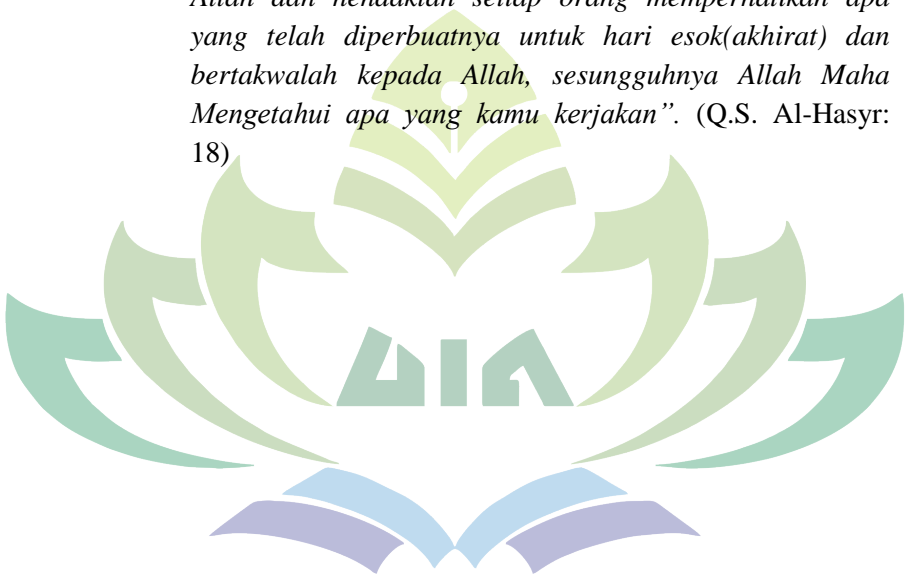 Allah dan hendaklah setiap orang memperhatikan apa
yang telah diperbuatnya untuk hari esok(akhirat) dan
bertakwalah kepada Allah, sesungguhnya Allah Maha
Mengetahui apa yang kamu kerjakan”. (Q.S. Al-Hasyr:
18)
UIN